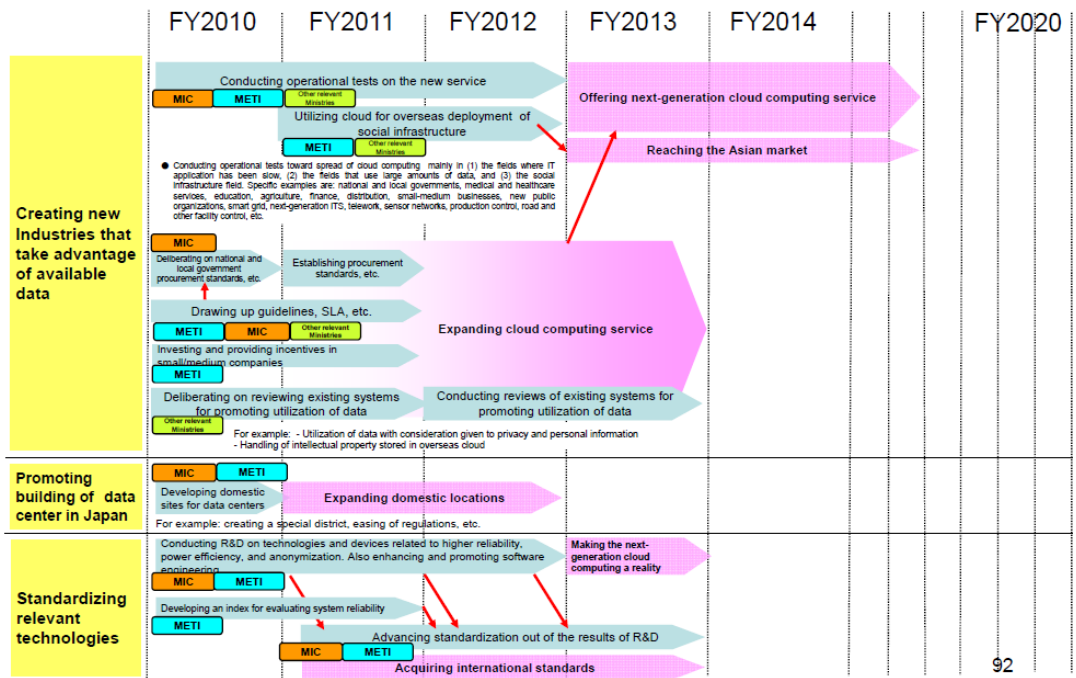 FY2010 FY2011 FY2012 FY2013 FY2014 FY2020
Creating new
Industries that
take advantage
of available
data
Conducting operational tests on the new service
MIC METI Other relevant
Ministries
Utilizing cloud for overseas deployment of
social infrastructure
METI Other relevant
Ministries
Offering next-generation cloud computing service
Reaching the Asian market
● Conducting operational tests toward spread of cloud computing mainly in (1) the fields where IT
application has been slow, (2) the fields that use large amounts of data, and (3) the social
infrastructure field. Specific examples are: national and local governments, medical and healthcare
services, education, agriculture, finance, distribution, small-medium businesses, new public
organizations, smart grid, next-generation ITS, telework, sensor networks, production control, road and
other facility control, etc.
MIC
Deliberating on national and
local government
procurement standards, etc.
Establishing procurement
standards, etc.
Drawing up guidelines, SLA, etc.
METI MIC Other relevant
Ministries
Expanding cloud computing service
Investing and providing incentives in
small/medium companies
METI
Deliberating on reviewing existing systems
for promoting utilization of data
Other relevant
Ministries
Conducting reviews of existing systems for
promoting utilization of data
For example: - Utilization of data with consideration given to privacy and personal information
- Handling of intellectual property stored in overseas cloud
Promoting
building of data
center in Japan
MIC METI
Developing domestic
sites for data centers
Expanding domestic locations
For example: creating a special district, easing of regulations, etc.
Standardizing
relevant
technologies
Conducting R&D on technologies and devices related to higher reliability,
power efficiency, and anonymization. Also enhancing and promoting software
engineering
MIC METI
Making the next-
generation cloud
computing a reality
Developing an index for evaluating system reliability
METI
Advancing standardization out of the results of R&D
MIC METI
Acquiring international standards
92